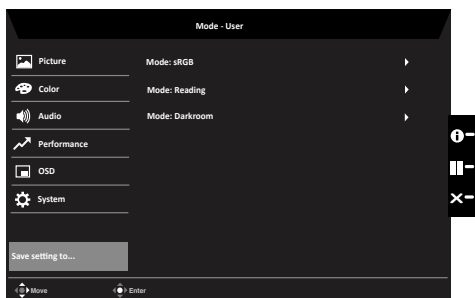 Mode - User
Picture
Mode: sRGB
Color
Mode: Reading
Audio
Mode: Darkroom
Performance
OSD
System
Save setting to...
Move
Enter